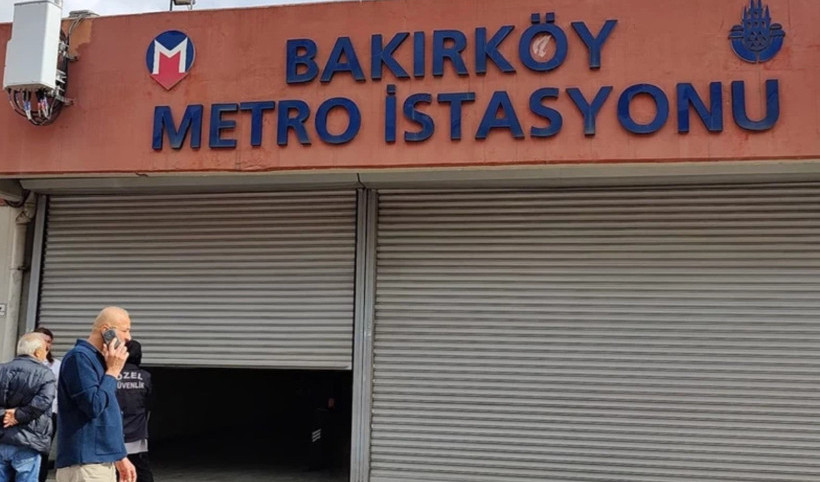 M
BAKIRKÖY
METRO İSTASYONU
ÖZEL
GÜVENLİK